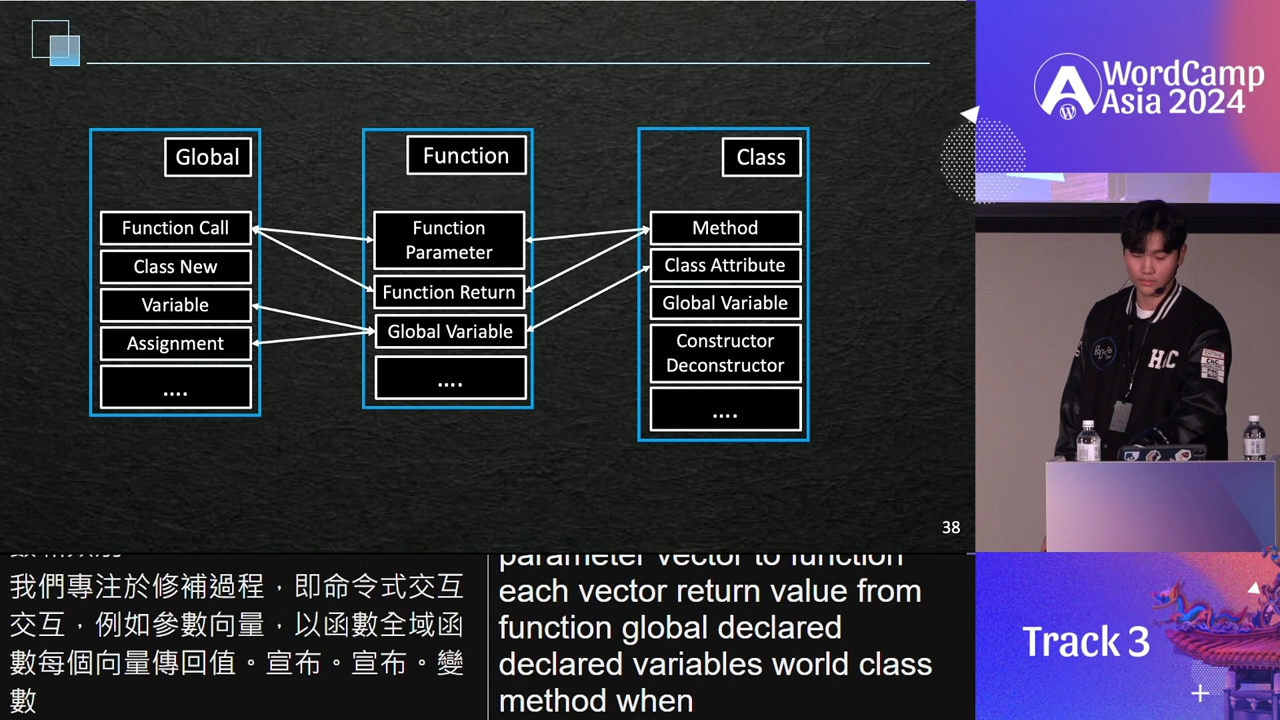 Global
Function Call
Class New
Variable
Assignment
....
Function
Function
Parameter
Function Return
Global Variable
....
Class
Method
Class Attribute
Global Variable
Constructor
Deconstructor
....
38
我們專注於修補過程，即命令式交互
交互，例如參數向量，以函數全域函
數每個向量傳回值。宣布。宣布。變
數
parameter vector to function
each vector return value from
function global declared
declared variables world class
method when
WordCamp
Asia 2024
H/C
Track 3